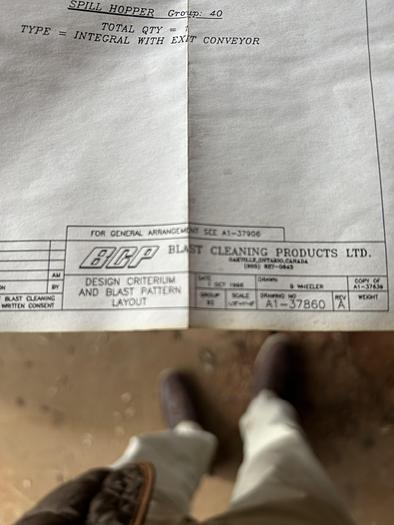 SPILL HOPPER Group: 40
TOTAL QTY = 1
TYPE = INTEGRAL WITH EXIT CONVEYOR
FOR GENERAL ARRANGEMENT SEE A1-37906
BCP BLAST CLEANING PRODUCTS LTD.
OAKVILLE, ONTARIO, CANADA
AM
BY
BLAST CLEANING
WRITTEN CONSENT
DESIGN CRITERIUM
AND BLAST PATTERN
LAYOUT
DATE
OCT
DRAWN
WHEELER
COPY OF
GROUP
SCALE
DRAWING NO
A1-37860
REV
A
WEIGHT